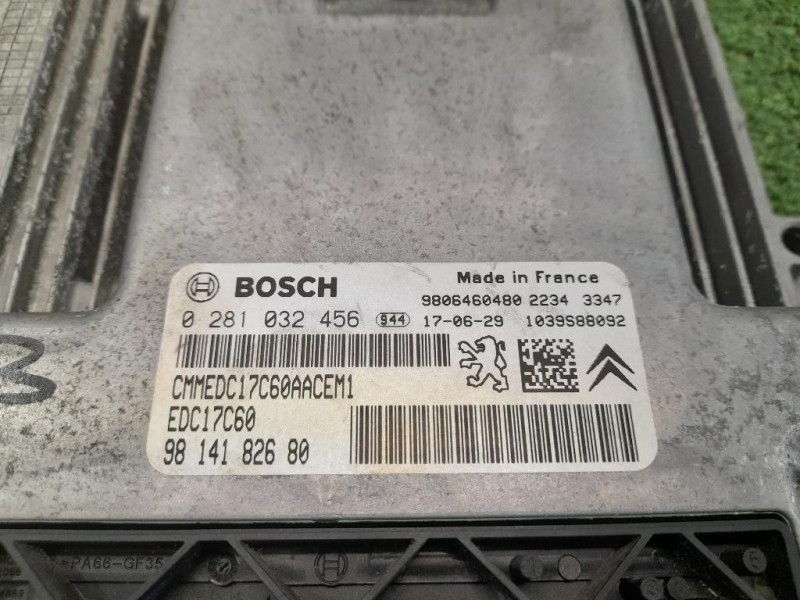 BOSCH
Made in France
9806460480 2234 3347
0 281 032 456 944 17-06-29 1039S88092
CMMEDC17C60AACEM1
EDC17C60
98 141 826 80
>PA66-GF35